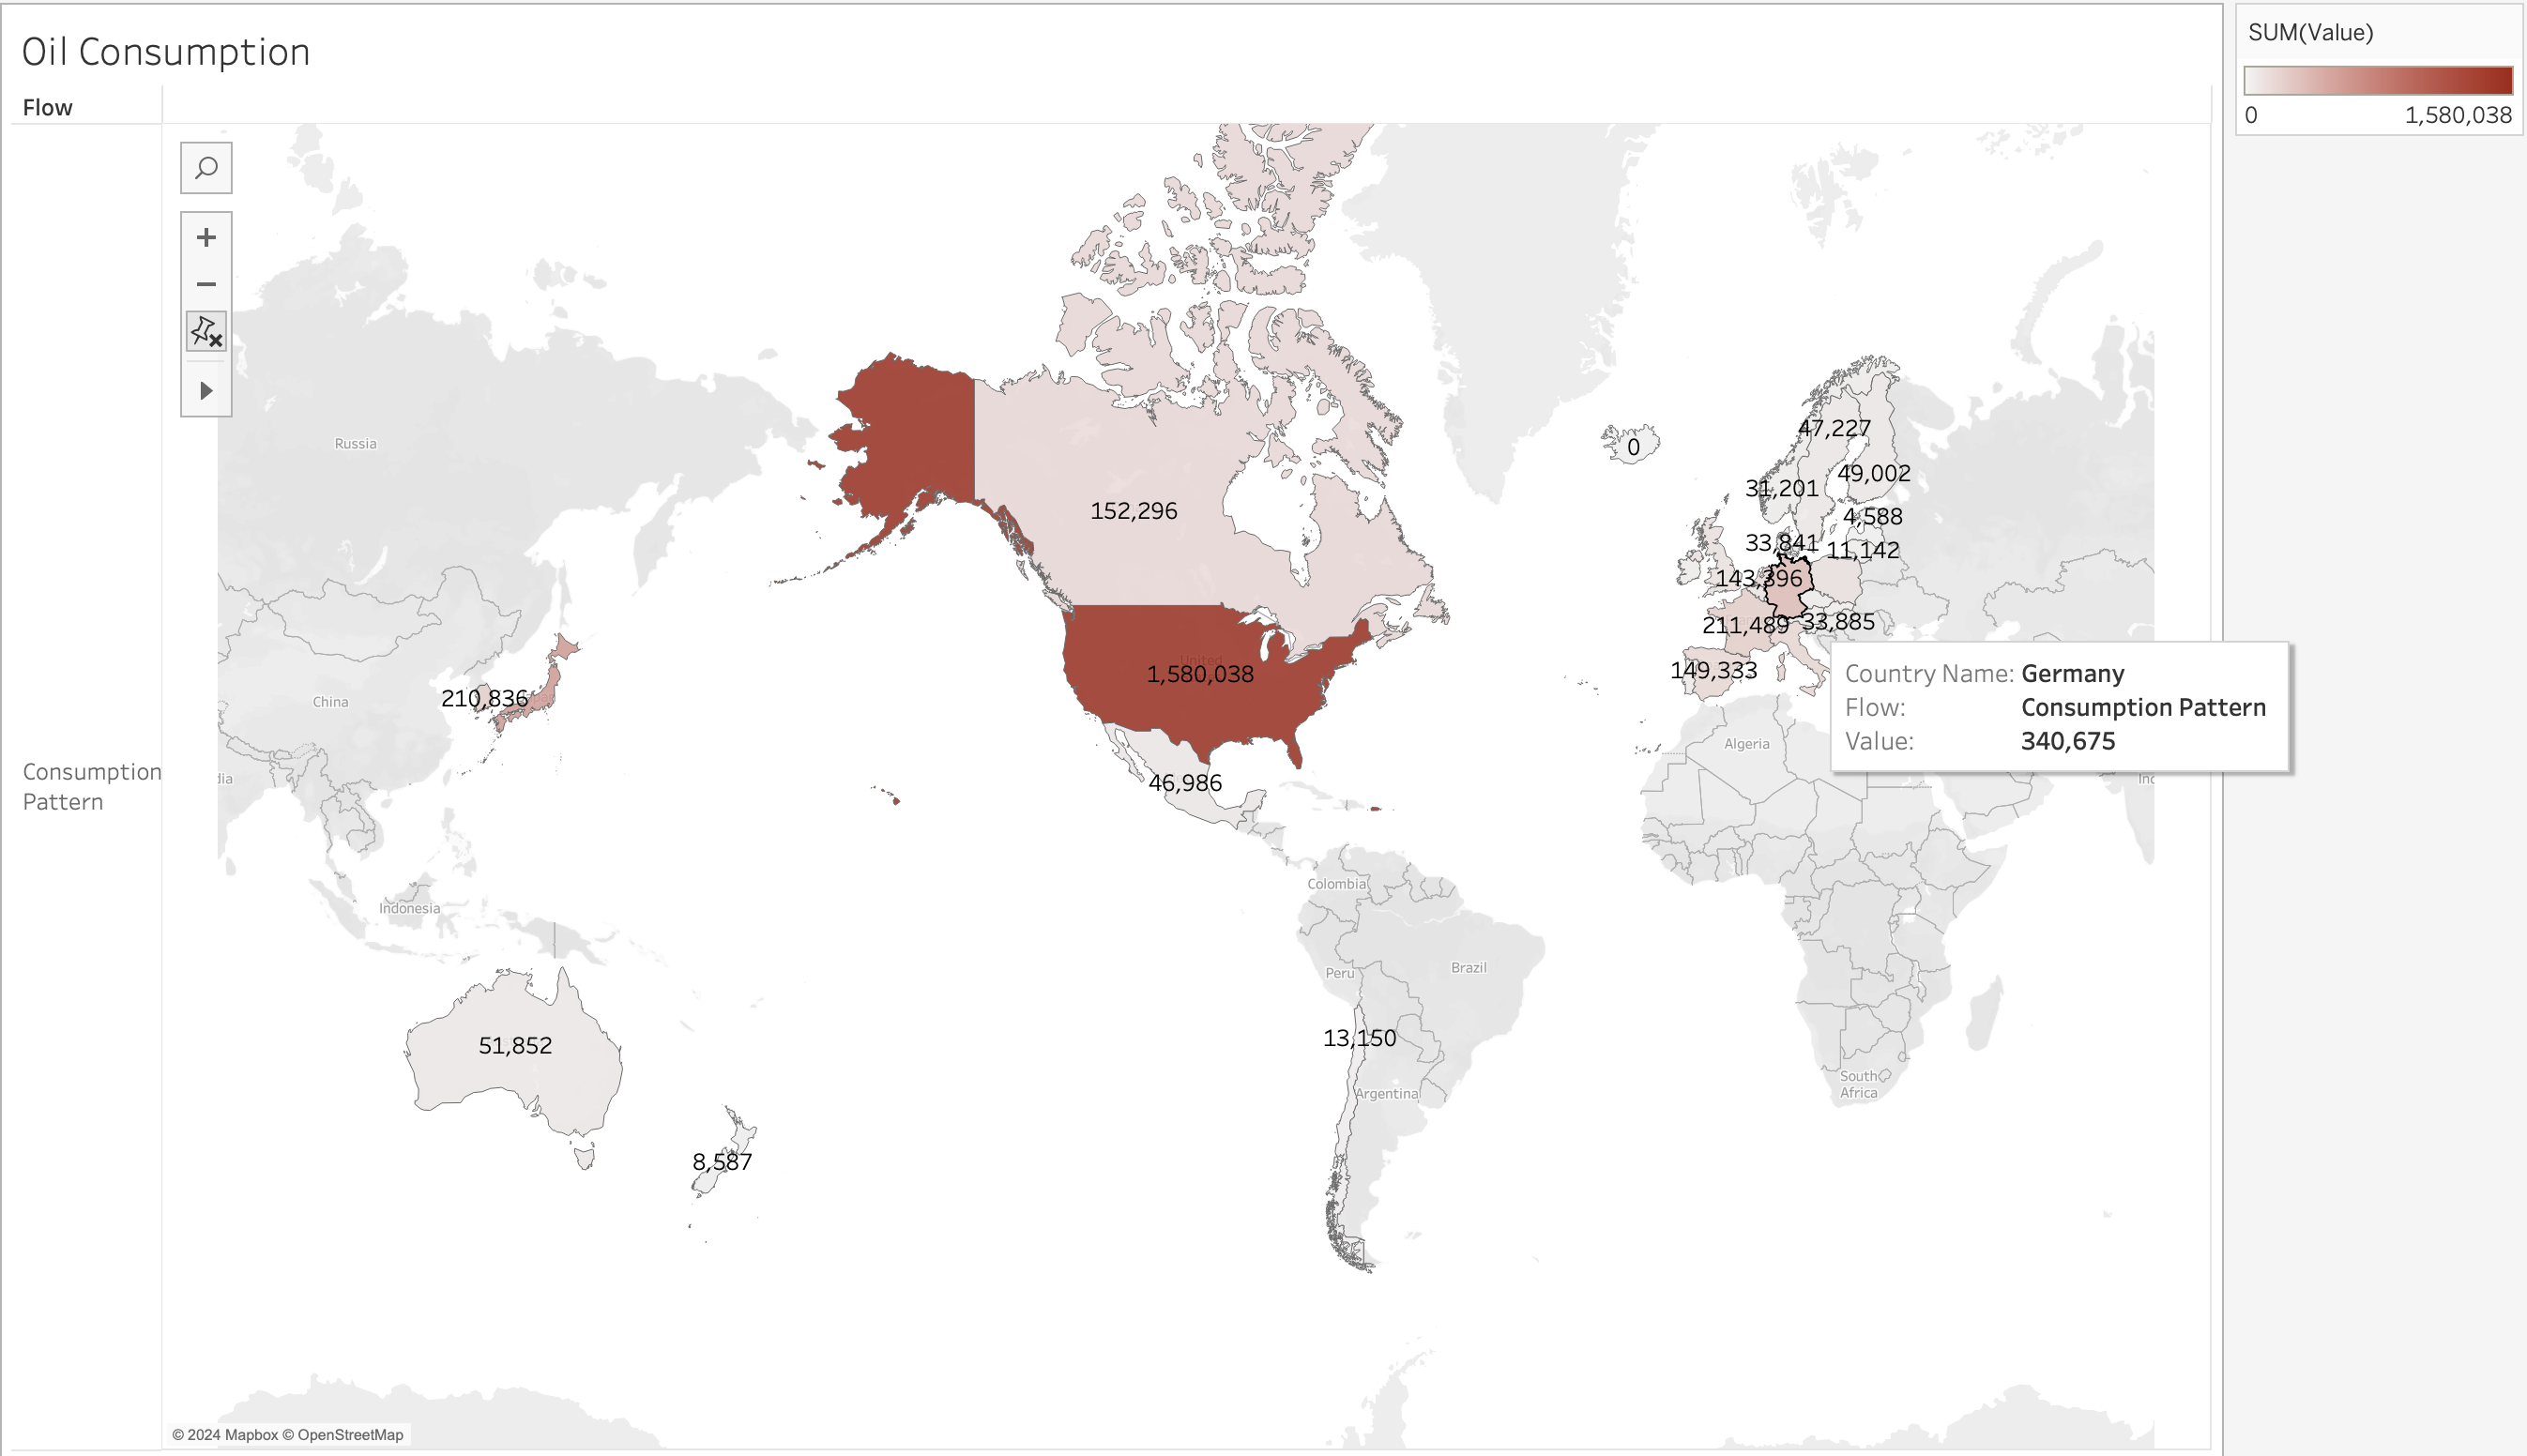 Oil Consumption
SUM(Value)
0
1,580,038
Flow
Russia
47,227
0
49,002
31,201
152,296
4,588
33,841
11,142
143,396
33,885
211,489
United
1,580,038
149,333
210,836
China
Country Name: Germany
Flow: Consumption Pattern
Value: 340,675
Algeria
Consumption
Pattern
dia
46,986
Inc
Colombia
Indonesia
Peru
Brazil
13,150
51,852
South
Africa
Argentina
8,587
© 2024 Mapbox © OpenStreetMap